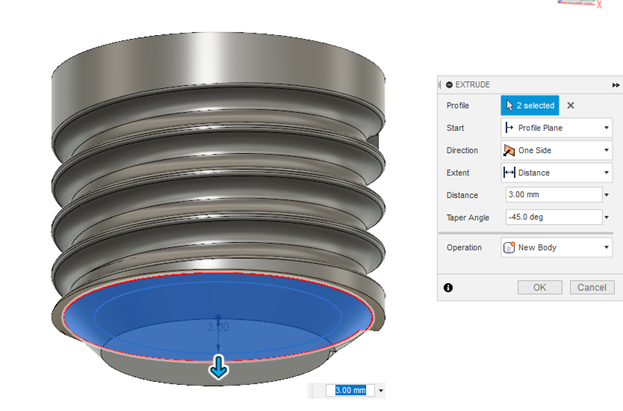 X
EXTRUDE
Profile 2 selected
Start Profile Plane
Direction One Side
Extent Distance
Distance 3.00 mm
Taper Angle -45.0 deg
Operation New Body
OK Cancel
3.00
3.00 mm